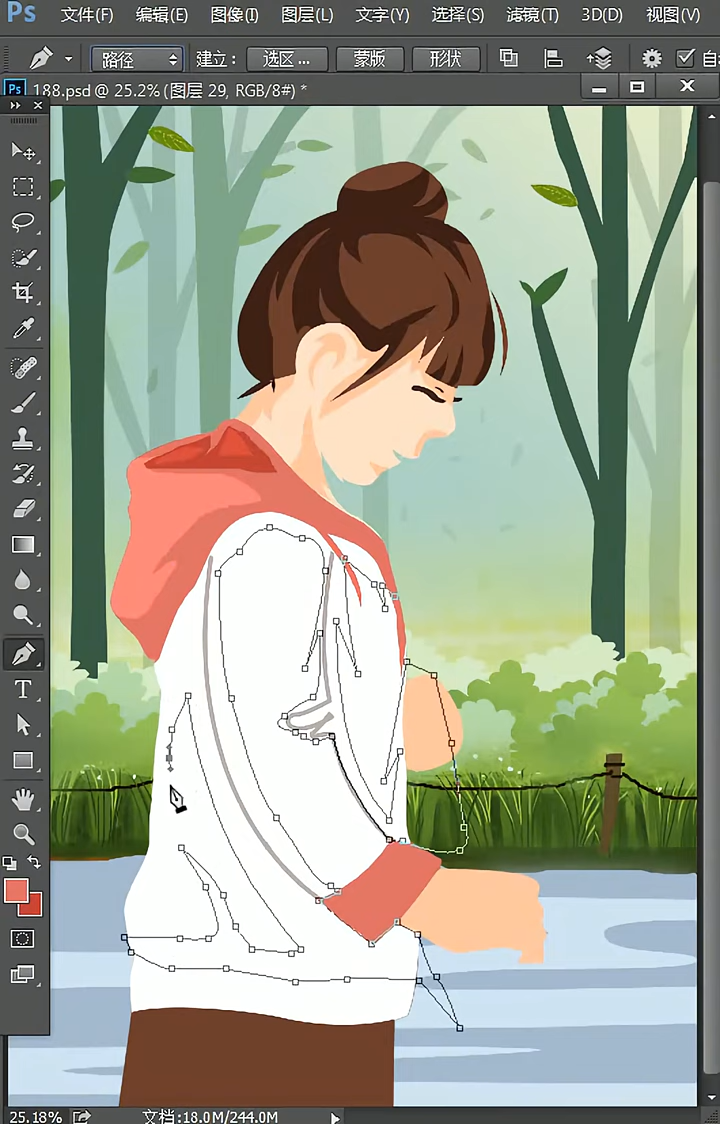 Ps 文件(F) 编辑(E) 图像(I) 图层(L) 文字(Y) 选择(S) 滤镜(T) 3D(D) 视图(V)
路径 建立: 选区... 蒙版 形状 自
Ps 188.psd @ 25.2% (图层 29, RGB/8#) *
T
25.18% 文档:18.0M/244.0M